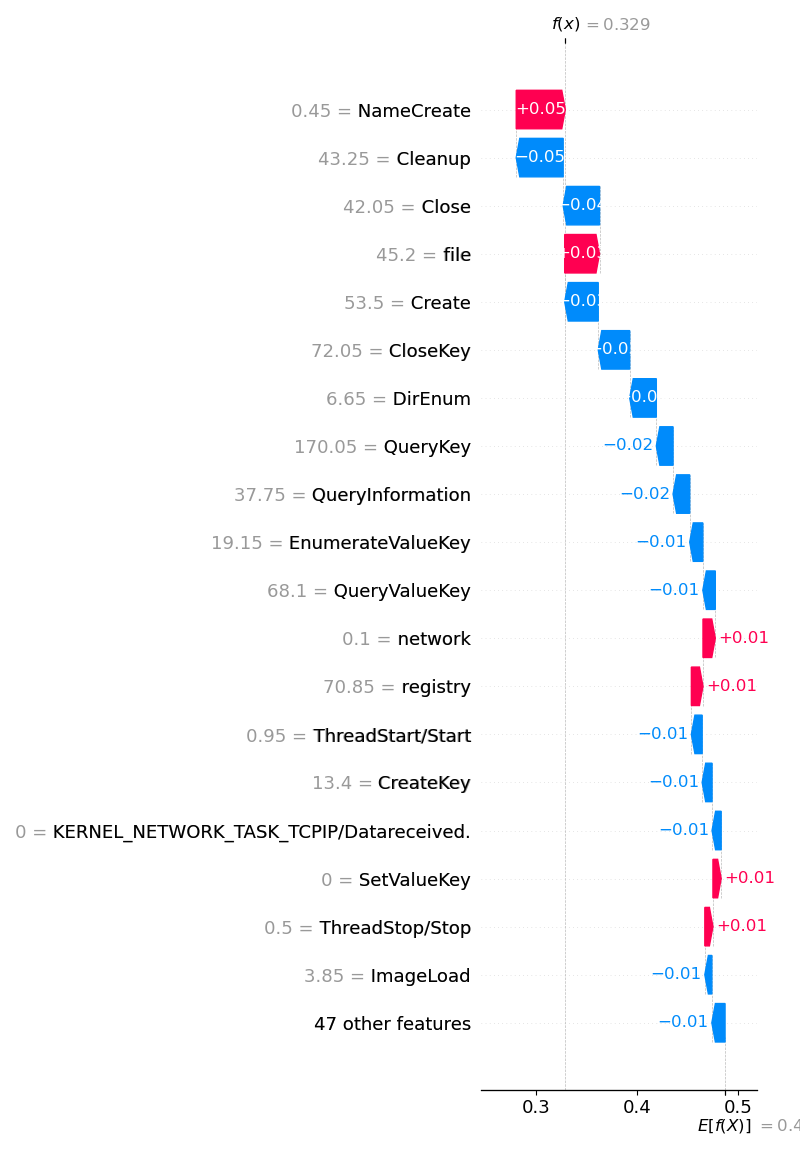 f(x) = 0.329
0.45 = NameCreate +0.05
43.25 = Cleanup −0.05
42.05 = Close −0.04
45.2 = file
53.5 = Create
72.05 = CloseKey
6.65 = DirEnum
170.05 = QueryKey −0.02
37.75 = QueryInformation −0.02
19.15 = EnumerateValueKey −0.01
68.1 = QueryValueKey −0.01
0.1 = network +0.01
70.85 = registry +0.01
0.95 = ThreadStart/Start −0.01
13.4 = CreateKey −0.01
0 = KERNEL_NETWORK_TASK_TCPIP/Datareceived. −0.01
0 = SetValueKey +0.01
0.5 = ThreadStop/Stop +0.01
3.85 = ImageLoad −0.01
47 other features −0.01
0.3 0.4 0.5
E[f(X)] = 0.4